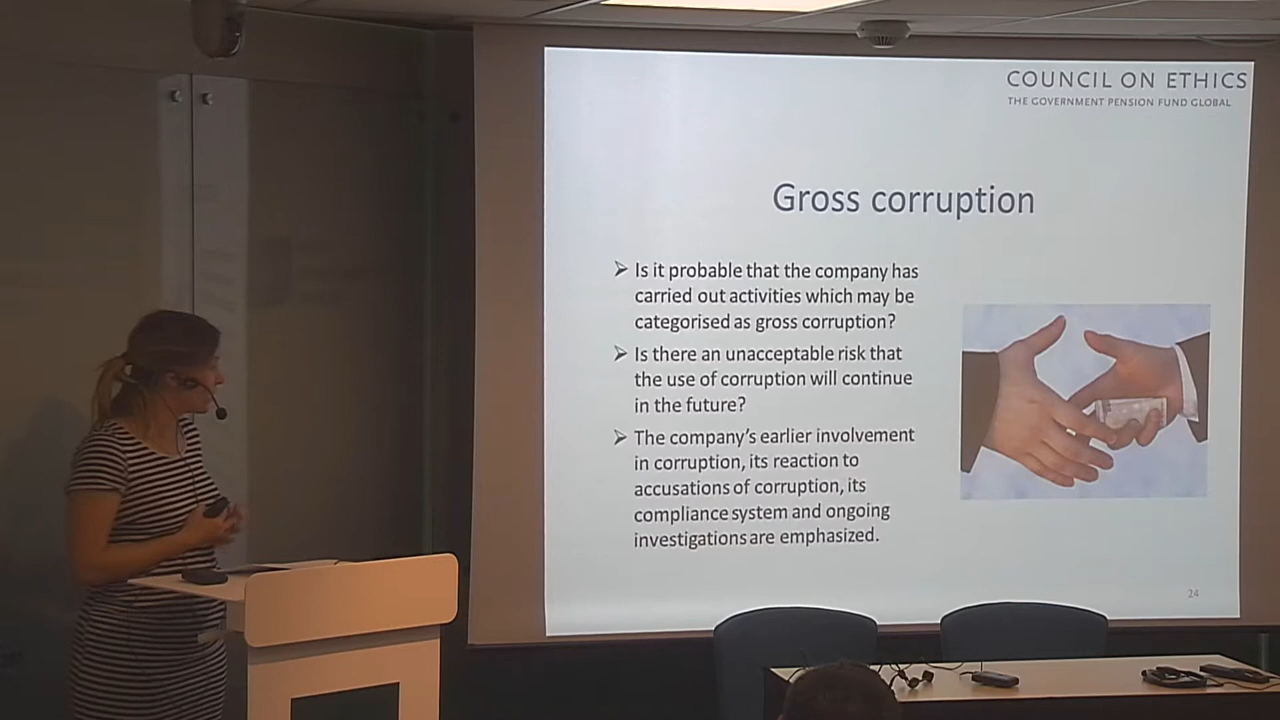 COUNCIL ON ETHICS
THE GOVERNMENT PENSION FUND GLOBAL
Gross corruption
➢ Is it probable that the company has
carried out activities which may be
categorised as gross corruption?
➢ Is there an unacceptable risk that
the use of corruption will continue
in the future?
➢ The company's earlier involvement
in corruption, its reaction to
accusations of corruption, its
compliance system and ongoing
investigations are emphasized.
24